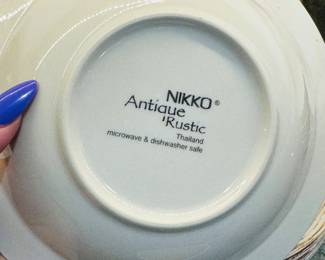 NIKKO®
Antique
Rustic
Thailand
microwave & dishwasher safe